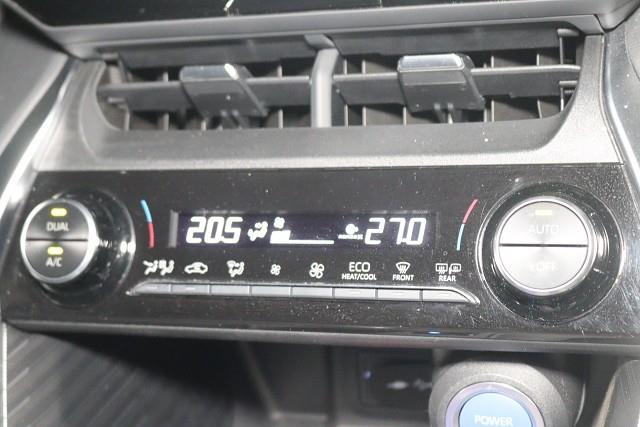 DUAL
A/C
20.5
27.0
AUTO
OFF
ECO
HEAT/COOL
FRONT
REAR
POWER